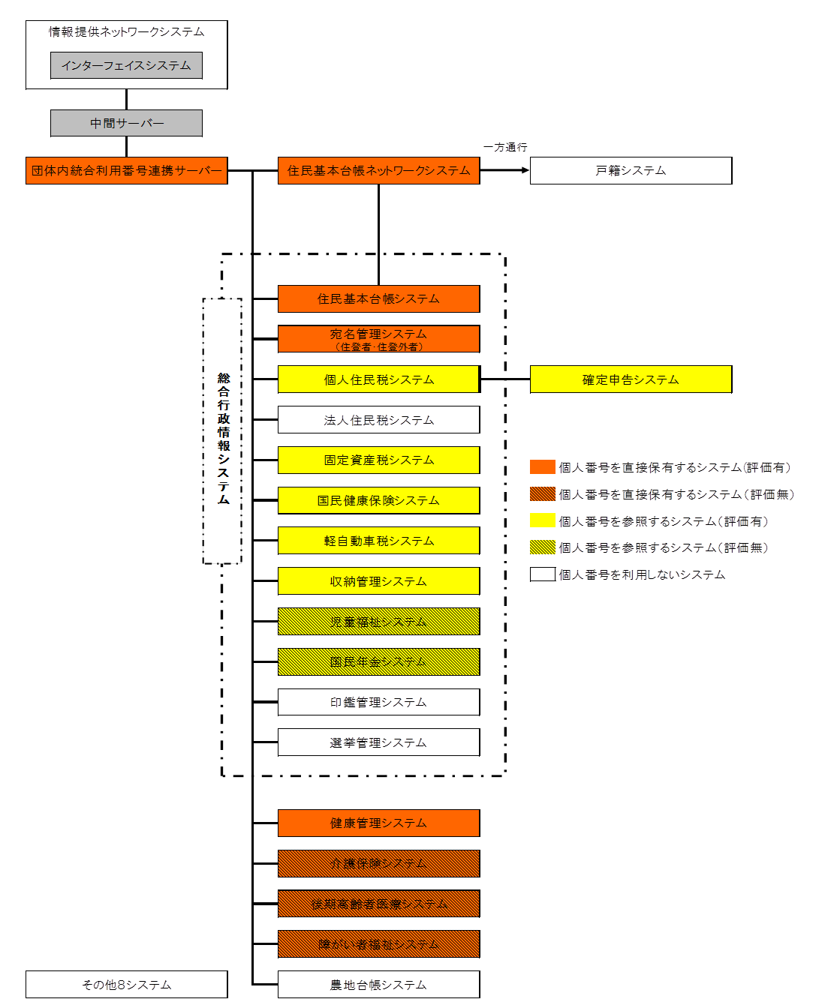 情報提供ネットワークシステム
インターフェイスシステム
中間サーバー
一方通行
団体内統合利用番号連携サーバー
住民基本台帳ネットワークシステム
戸籍システム
総合行政情報システム
住民基本台帳システム
宛名管理システム
（住登者・住登外者）
個人住民税システム
確定申告システム
法人住民税システム
固定資産税システム
国民健康保険システム
軽自動車税システム
収納管理システム
児童福祉システム
国民年金システム
印鑑管理システム
選挙管理システム
個人番号を直接保有するシステム(評価有）
個人番号を直接保有するシステム（評価無）
個人番号を参照するシステム（評価有）
個人番号を参照するシステム（評価無）
個人番号を利用しないシステム
健康管理システム
介護保険システム
後期高齢者医療システム
障がい者福祉システム
その他８システム
農地台帳システム